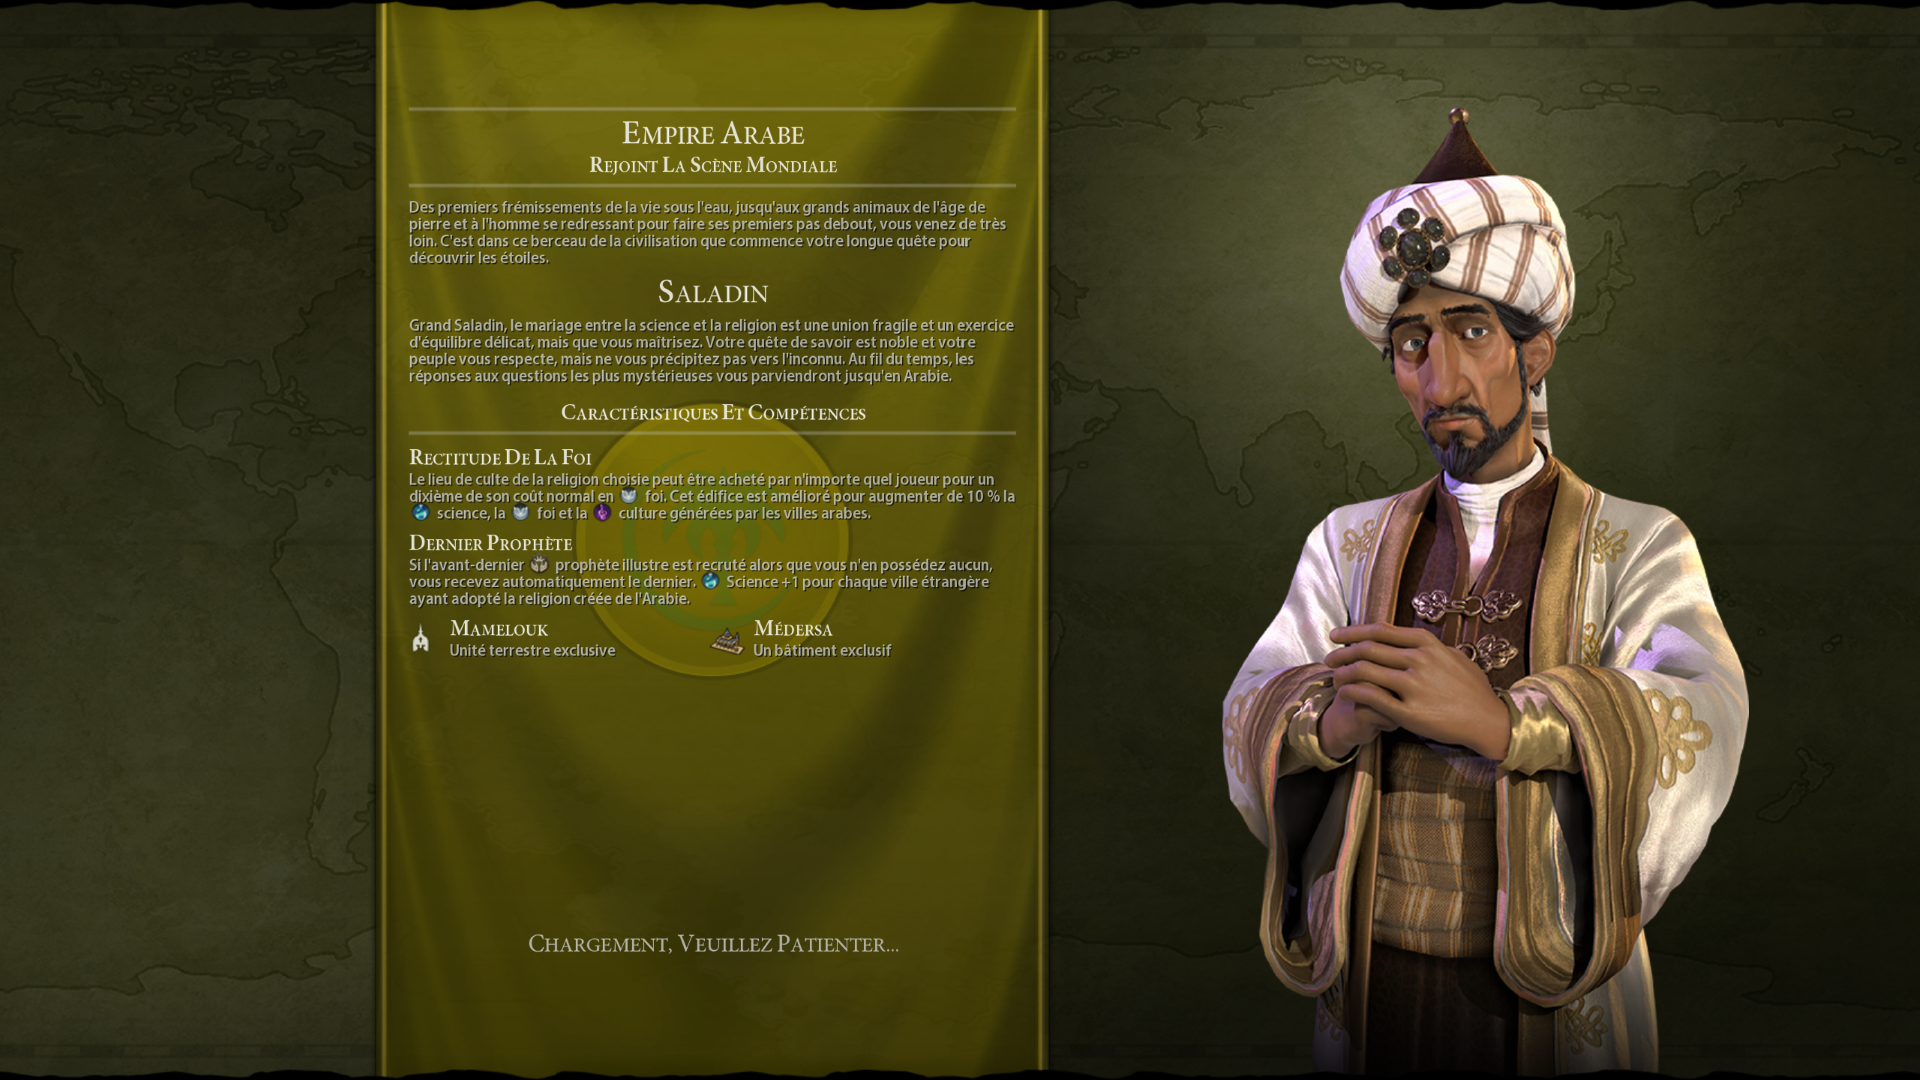 Empire Arabe
Rejoint La Scène Mondiale
Des premiers frémissements de la vie sous l'eau, jusqu'aux grands animaux de l'âge de
pierre et à l'homme se redressant pour faire ses premiers pas debout, vous venez de très
loin. C'est dans ce berceau de la civilisation que commence votre longue quête pour
découvrir les étoiles.
Saladin
Grand Saladin, le mariage entre la science et la religion est une union fragile et un exercice
d'équilibre délicat, mais que vous maîtrisez. Votre quête de savoir est noble et votre
peuple vous respecte, mais ne vous précipitez pas vers l'inconnu. Au fil du temps, les
réponses aux questions les plus mystérieuses vous parviendront jusqu'en Arabie.
Caractéristiques Et Compétences
Rectitude De La Foi
Le lieu de culte de la religion choisie peut être acheté par n'importe quel joueur pour un
dixième de son coût normal en foi. Cet édifice est amélioré pour augmenter de 10 % la
science, la foi et la culture générées par les villes arabes.
Dernier Prophète
Si l'avant-dernier prophète illustre est recruté alors que vous n'en possédez aucun,
vous recevez automatiquement le dernier. Science +1 pour chaque ville étrangère
ayant adopté la religion créée de l'Arabie.
Mamelouk
Unité terrestre exclusive
Médersa
Un bâtiment exclusif
Chargement, Veuillez Patienter...